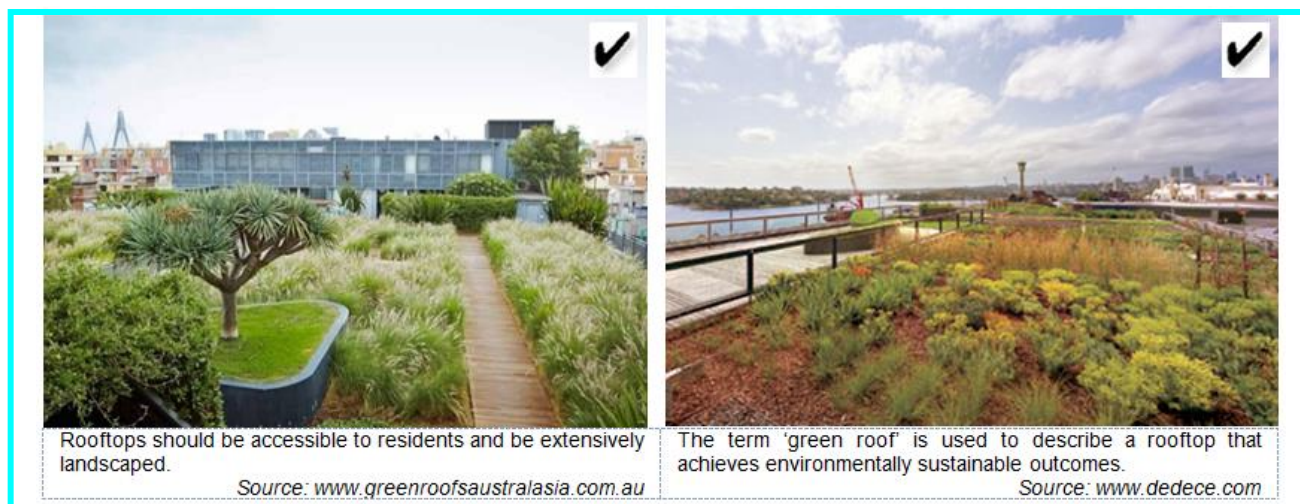 Rooftops should be accessible to residents and be extensively
landscaped.
Source: www.greenroofsaustralasia.com.au
The term ‘green roof’ is used to describe a rooftop that
achieves environmentally sustainable outcomes.
Source: www.dedece.com